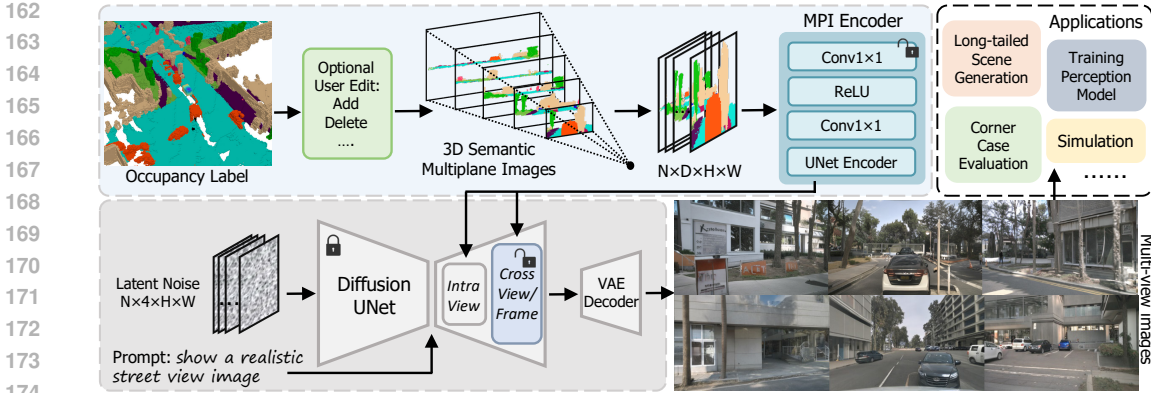 162
163
164
165
166
167
168
169
170
171
172
173
174
Occupancy Label
Optional
User Edit:
Add
Delete
....
3D Semantic
Multiplane Images
N×D×H×W
MPI Encoder
Conv1×1
ReLU
Conv1×1
UNet Encoder
Applications
Long-tailed
Scene
Generation
Training
Perception
Model
Corner
Case
Evaluation
Simulation
......
Latent Noise
N×4×H×W
Prompt: show a realistic
street view image
Diffusion
UNet
Intra
View
Cross
View/
Frame
VAE
Decoder
Multi-view images